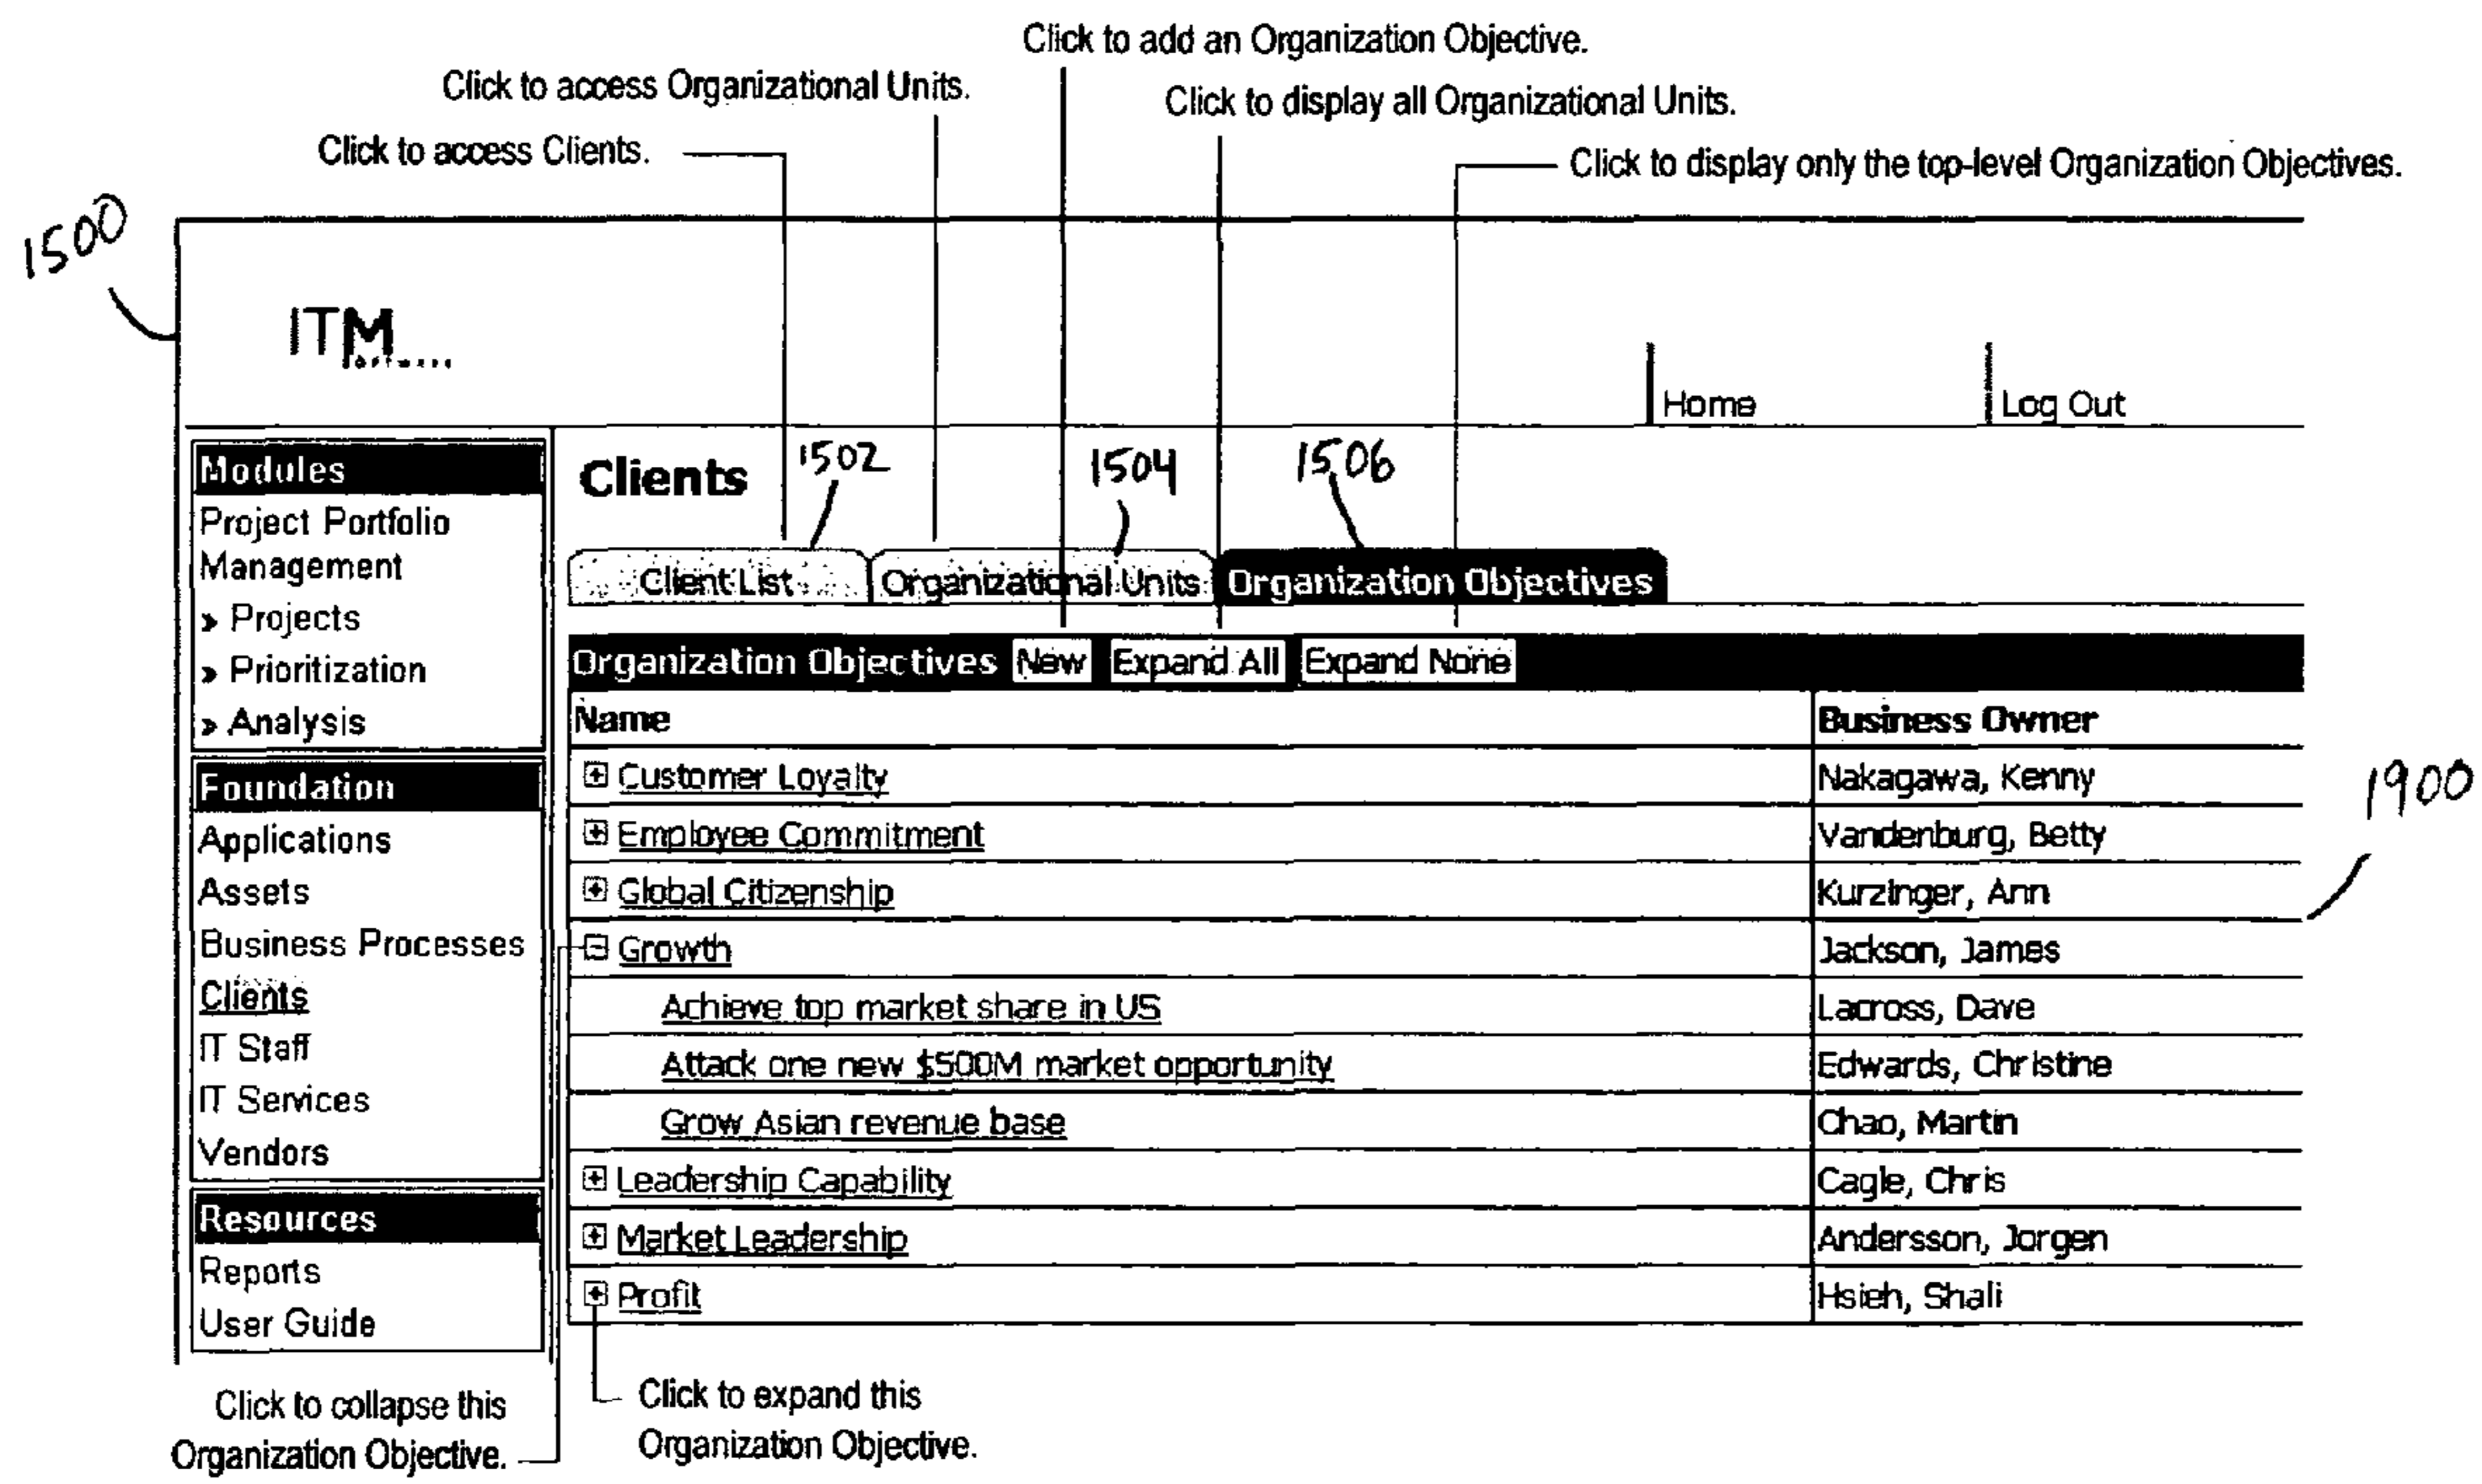 Click to add an Organization Objective.
Click to access Organizational Units.
Click to display all Organizational Units.
Click to access Clients.
Click to display only the top-level Organization Objectives.
1500
ITM
Home
Log Out
Modules
Project Portfolio
Management
» Projects
» Prioritization
» Analysis
Foundation
Applications
Assets
Business Processes
Clients
IT Staff
IT Services
Vendors
Resources
Reports
User Guide
Clients
1502
1504
1506
Client List
Organizational Units
Organization Objectives
Organization Objectives New Expand All Expand None
Name Business Owner
Customer Loyalty Nakagawa, Kenny
Employee Commitment Vandenburg, Betty
Global Citizenship Kurzinger, Ann
Growth Jackson, James
Achieve top market share in US Lacross, Dave
Attack one new $500M market opportunity Edwards, Christine
Grow Asian revenue base Chao, Martin
Leadership Capability Cagle, Chris
Market Leadership Andersson, Jorgen
Profit Hsieh, Shali
1900
Click to collapse this
Organization Objective.
Click to expand this
Organization Objective.